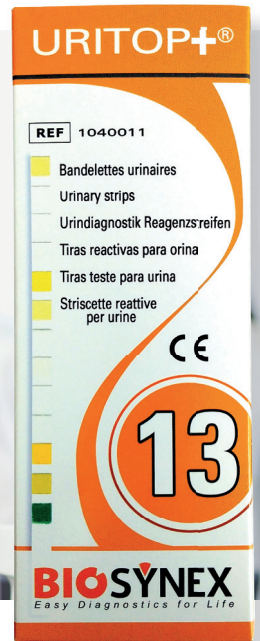 URITOP+®
REF 1040011
Bandelettes urinaires
Urinary strips
Urindiagnostik Reagenzsreifen
Tiras reactivas para orina
Tiras teste para urina
Striscette reattive
per urine
CE
13
BIOSYNEX
Easy Diagnostics for Life